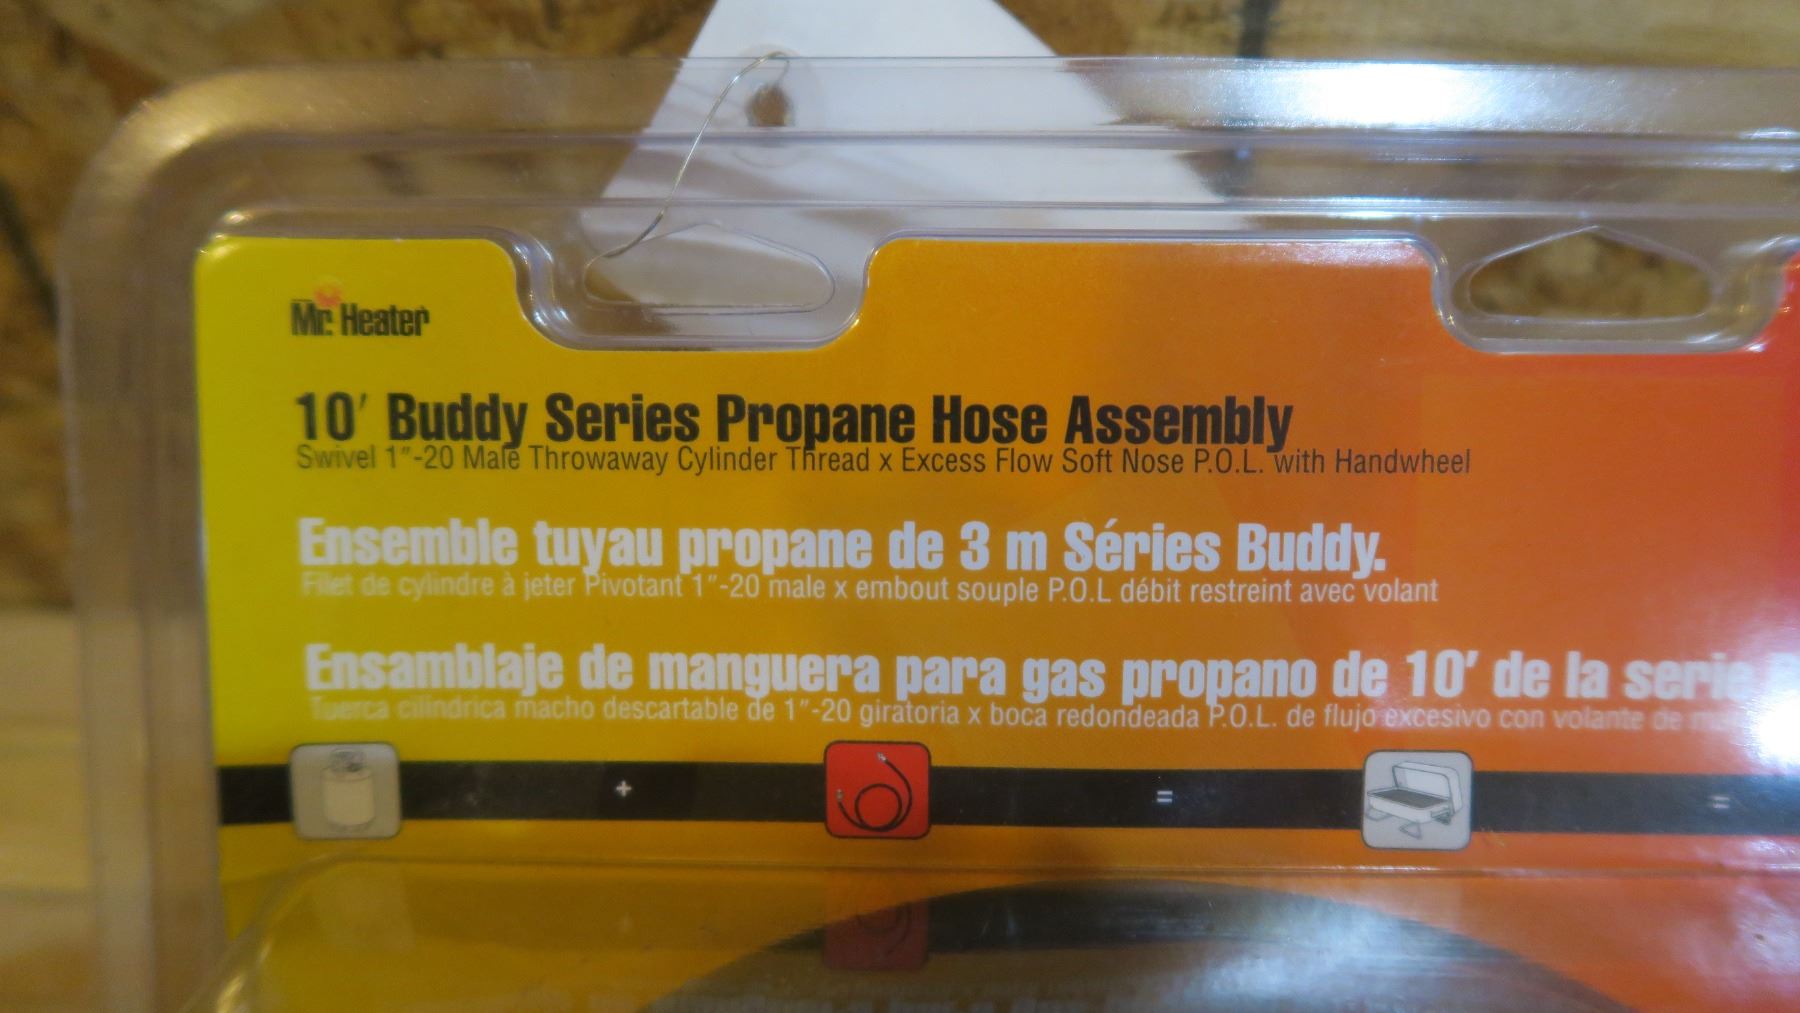 Mr. Heater
10' Buddy Series Propane Hose Assembly
Swivel 1"-20 Male Throwaway Cylinder Thread x Excess Flow Soft Nose P.O.L. with Handwheel
Ensemble tuyau propane de 3 m Séries Buddy.
Filet de cylindre à jeter Pivotant 1"-20 male x embout souple P.O.L débit restreint avec volant
Ensamblaje de manguera para gas propano de 10' de la serie
Tuerca cilindrica macho descartable de 1"-20 giratoria x boca redondeada P.O.L. de flujo excesivo con volante de
+ = =